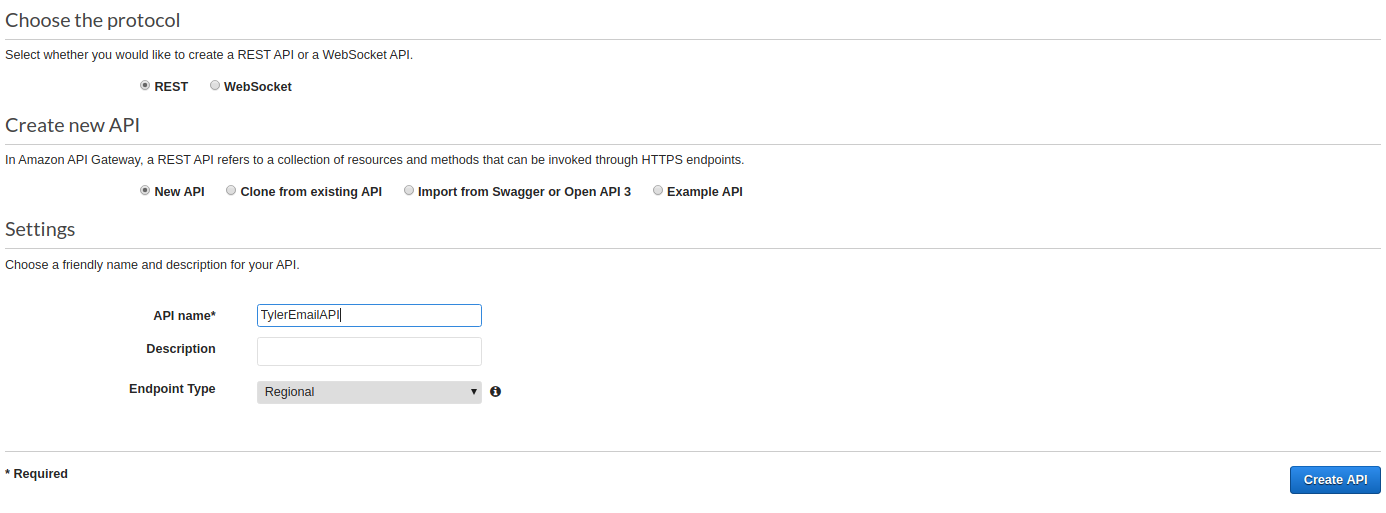 Choose the protocol
Select whether you would like to create a REST API or a WebSocket API.
REST WebSocket
Create new API
In Amazon API Gateway, a REST API refers to a collection of resources and methods that can be invoked through HTTPS endpoints.
New API Clone from existing API Import from Swagger or Open API 3 Example API
Settings
Choose a friendly name and description for your API.
API name* TylerEmailAPI
Description
Endpoint Type Regional
* Required Create API